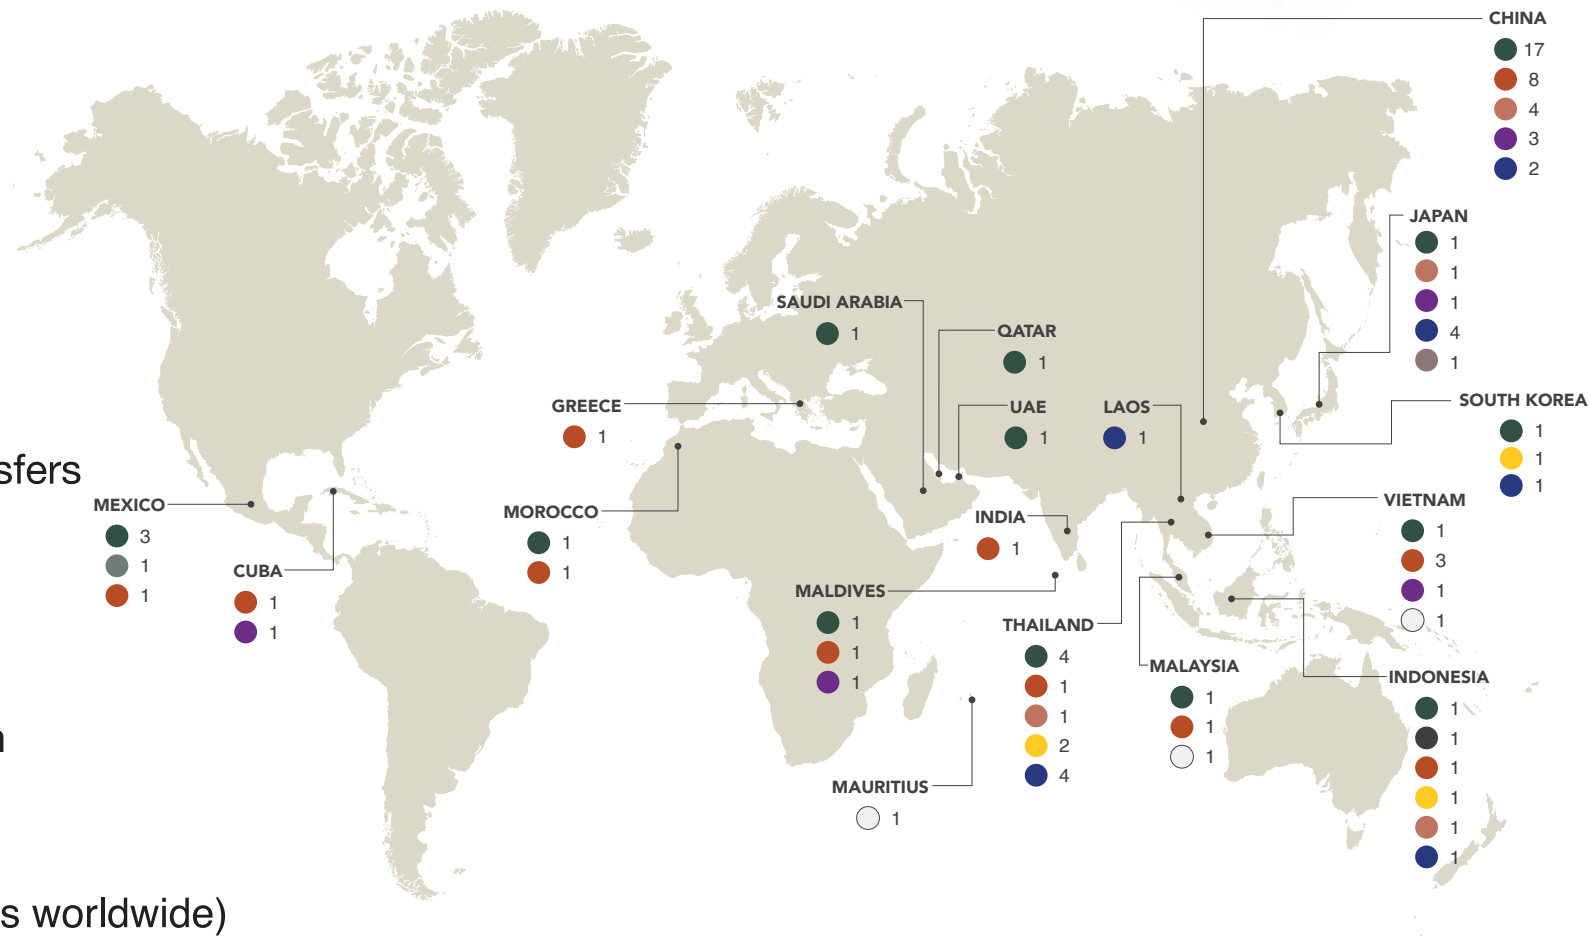 CHINA
17
8
4
3
2
JAPAN
1
1
1
4
1
SAUDI ARABIA
1
QATAR
1
GREECE
1
UAE
1
LAOS
1
SOUTH KOREA
1
1
1
sfers
MEXICO
3
1
1
CUBA
1
1
MOROCCO
1
1
INDIA
1
VIETNAM
1
3
1
1
MALDIVES
1
1
1
THAILAND
4
1
1
2
4
MALAYSIA
1
1
1
INDONESIA
1
1
1
1
1
1
MAURITIUS
1
n
s worldwide)